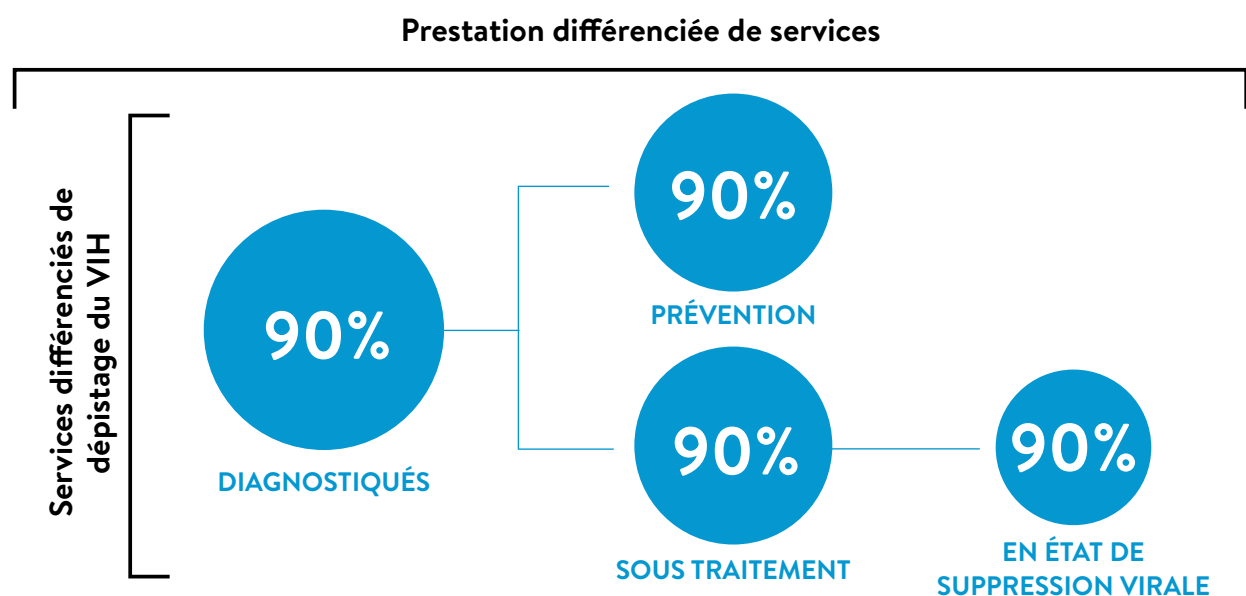 Prestation différenciée de services
Services différenciés de
dépistage du VIH
90%
DIAGNOSTIQUÉS
90%
PRÉVENTION
90%
SOUS TRAITEMENT
90%
EN ÉTAT DE
SUPPRESSION VIRALE